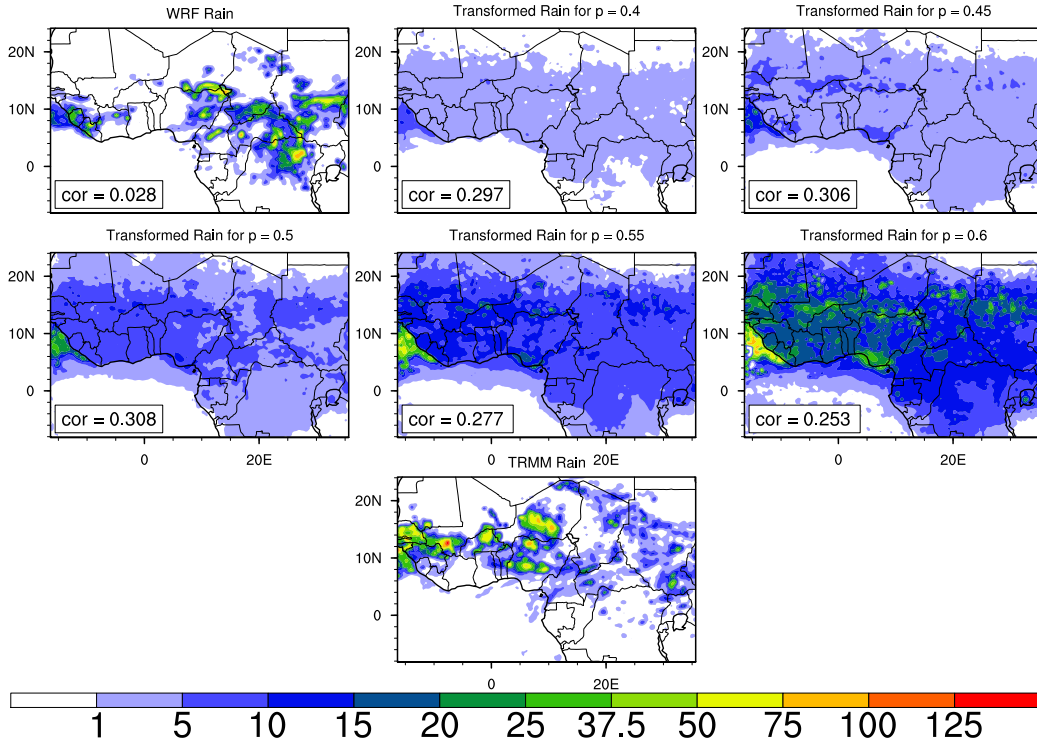 WRF Rain
Transformed Rain for p = 0.4
Transformed Rain for p = 0.45
20N
10N
0
cor = 0.028
cor = 0.297
cor = 0.306
Transformed Rain for p = 0.5
Transformed Rain for p = 0.55
Transformed Rain for p = 0.6
20N
10N
0
cor = 0.308
cor = 0.277
cor = 0.253
0 20E
0 20E
TRMM Rain
20N
10N
0
0 20E
1 5 10 15 20 25 37.5 50 75 100 125